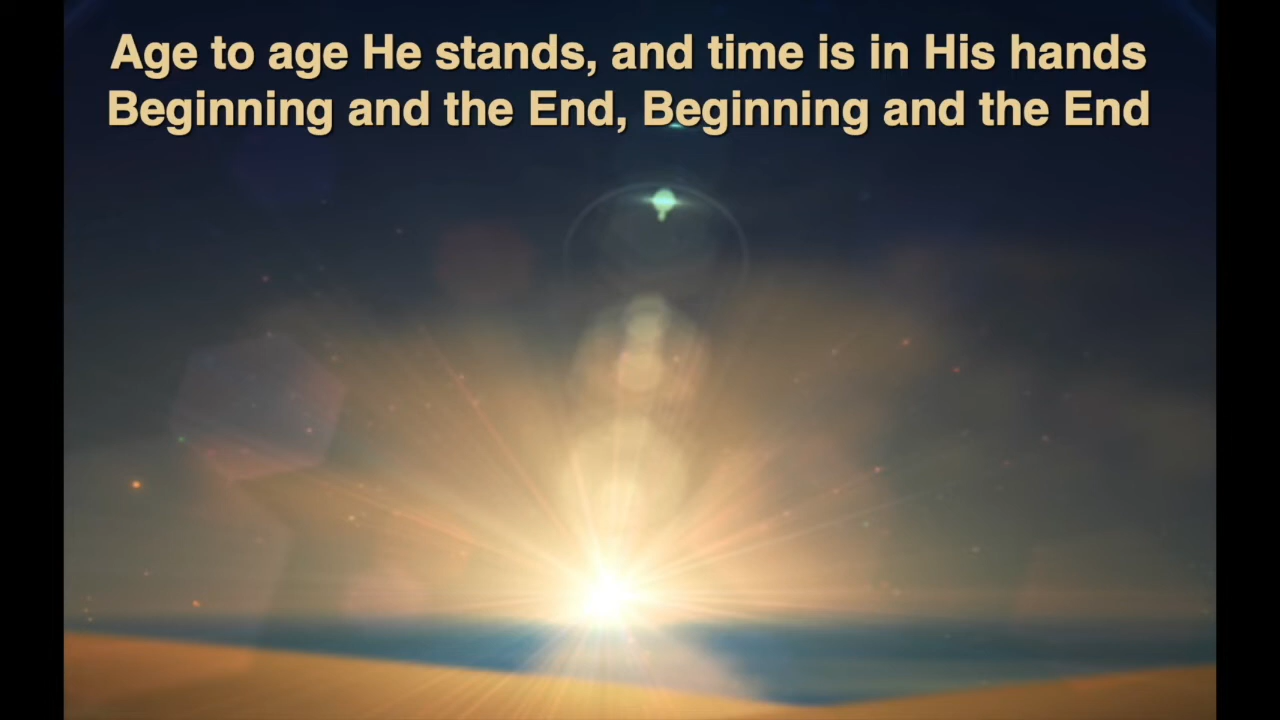 Age to age He stands, and time is in His hands
Beginning and the End, Beginning and the End